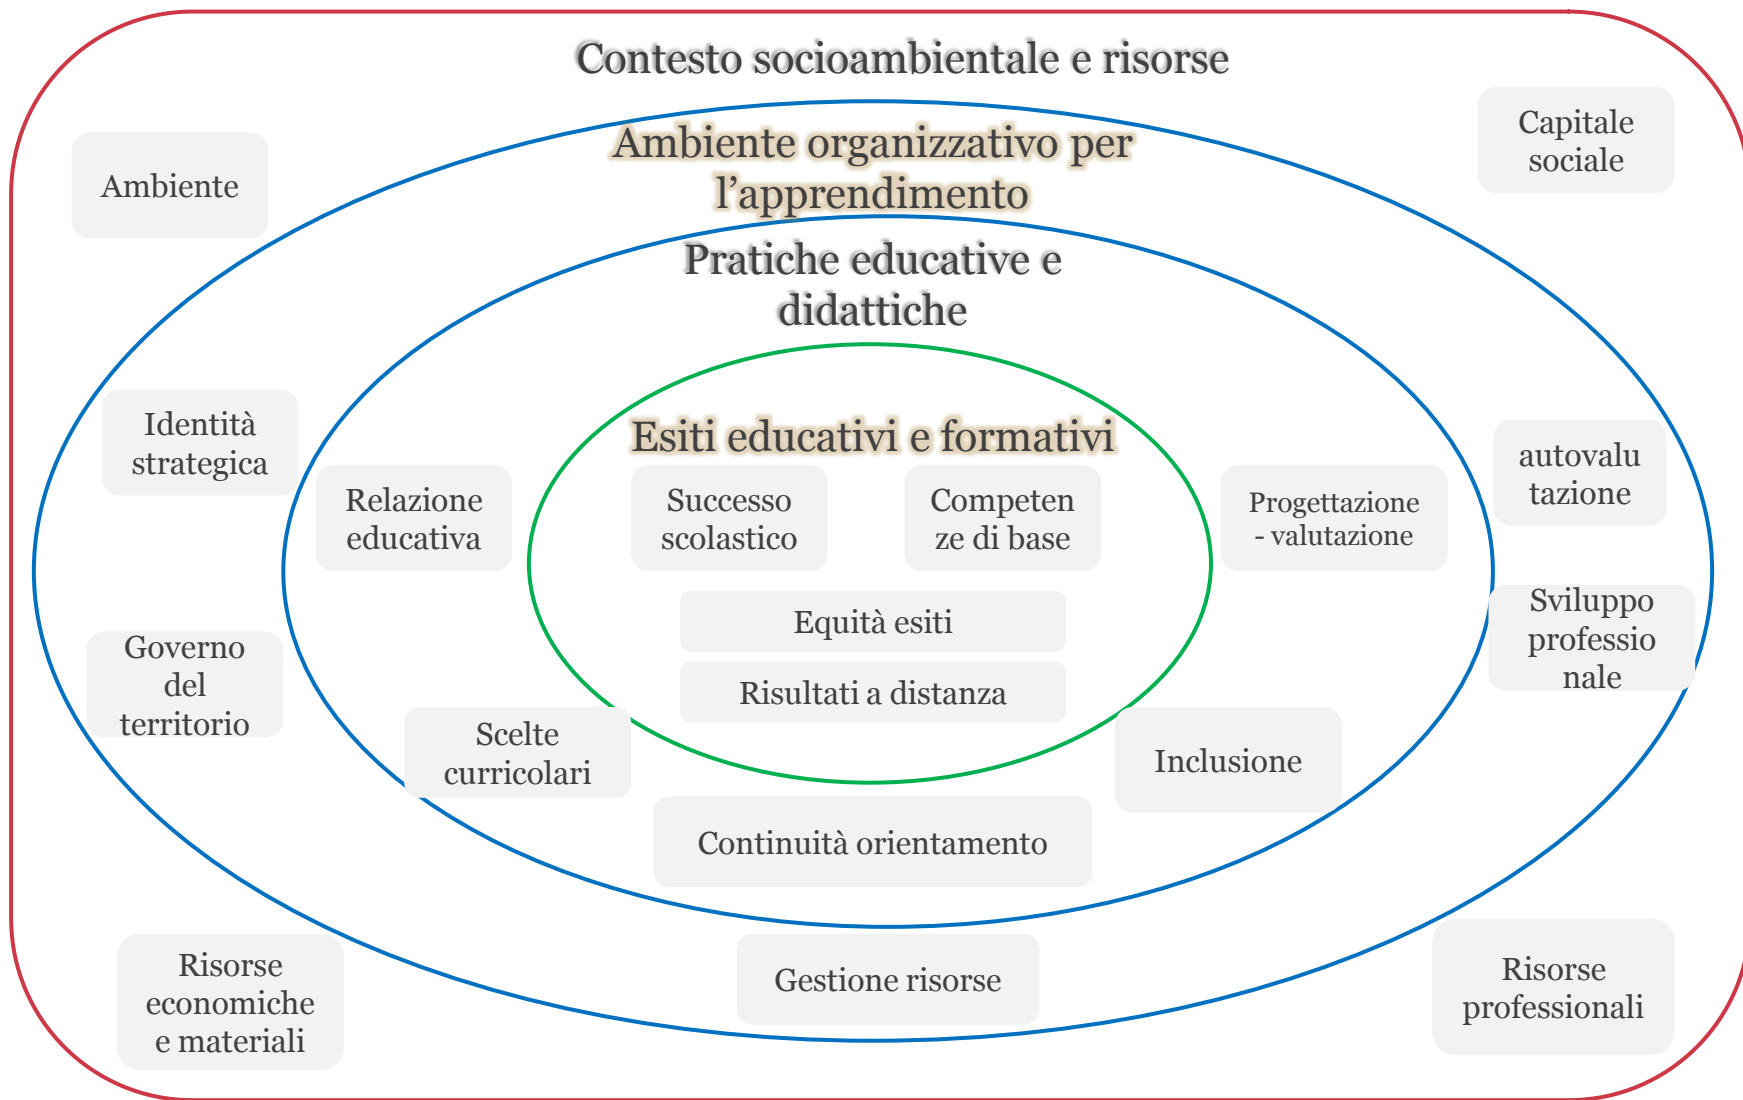 Contesto socioambientale e risorse
Capitale
sociale
Ambiente
Ambiente organizzativo per
l’apprendimento
Pratiche educative e
didattiche
Identità
strategica
Esiti educativi e formativi
autovalu
tazione
Relazione
educativa
Successo
scolastico
Competen
ze di base
Progettazione
- valutazione
Equità esiti
Sviluppo
professio
nale
Governo
del
territorio
Risultati a distanza
Scelte
curricolari
Inclusione
Continuità orientamento
Risorse
economiche
e materiali
Gestione risorse
Risorse
professionali